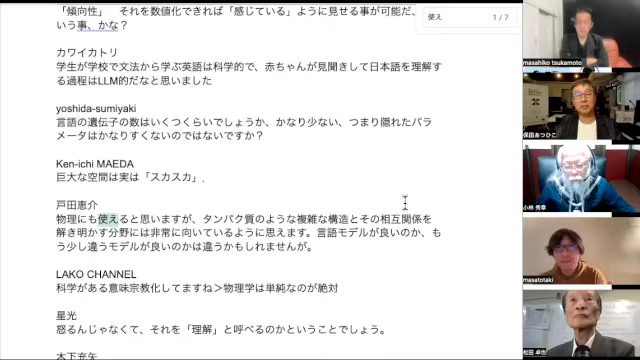 「傾向性」　それを数値化できれば「感じている」ように見せる事が可能だ、と
いう事、かな？
使え
1 / 7
カワイカトリ
学生が学校で文法から学ぶ英語は科学的で、赤ちゃんが見聞きして日本語を理解す
る過程はLLM的だなと思いました
yoshida-sumiyaki
言語の遺伝子の数はいくつくらいでしょうか、かなり少ない、つまり隠れたパラ
メータはかなりすくないのではないですか？
Ken-ichi MAEDA
巨大な空間は実は「スカスカ」.
戸田恵介
物理にも使えると思いますが、タンパク質のような複雑な構造とその相互関係を
解き明かす分野には非常に向いているように思えます。言語モデルが良いのか、も
う少し違うモデルが良いのかは違うかもしれませんが。
LAKO CHANNEL
科学がある意味宗教化してますね＞物理学は単純なのが絶対
星光
怒るんじゃなくて、それを「理解」と呼べるのかということでしょう。
木下充矢
masahiko tsukamoto
保田あつひこ
小林 秀章
masatotaki
松田 卓也